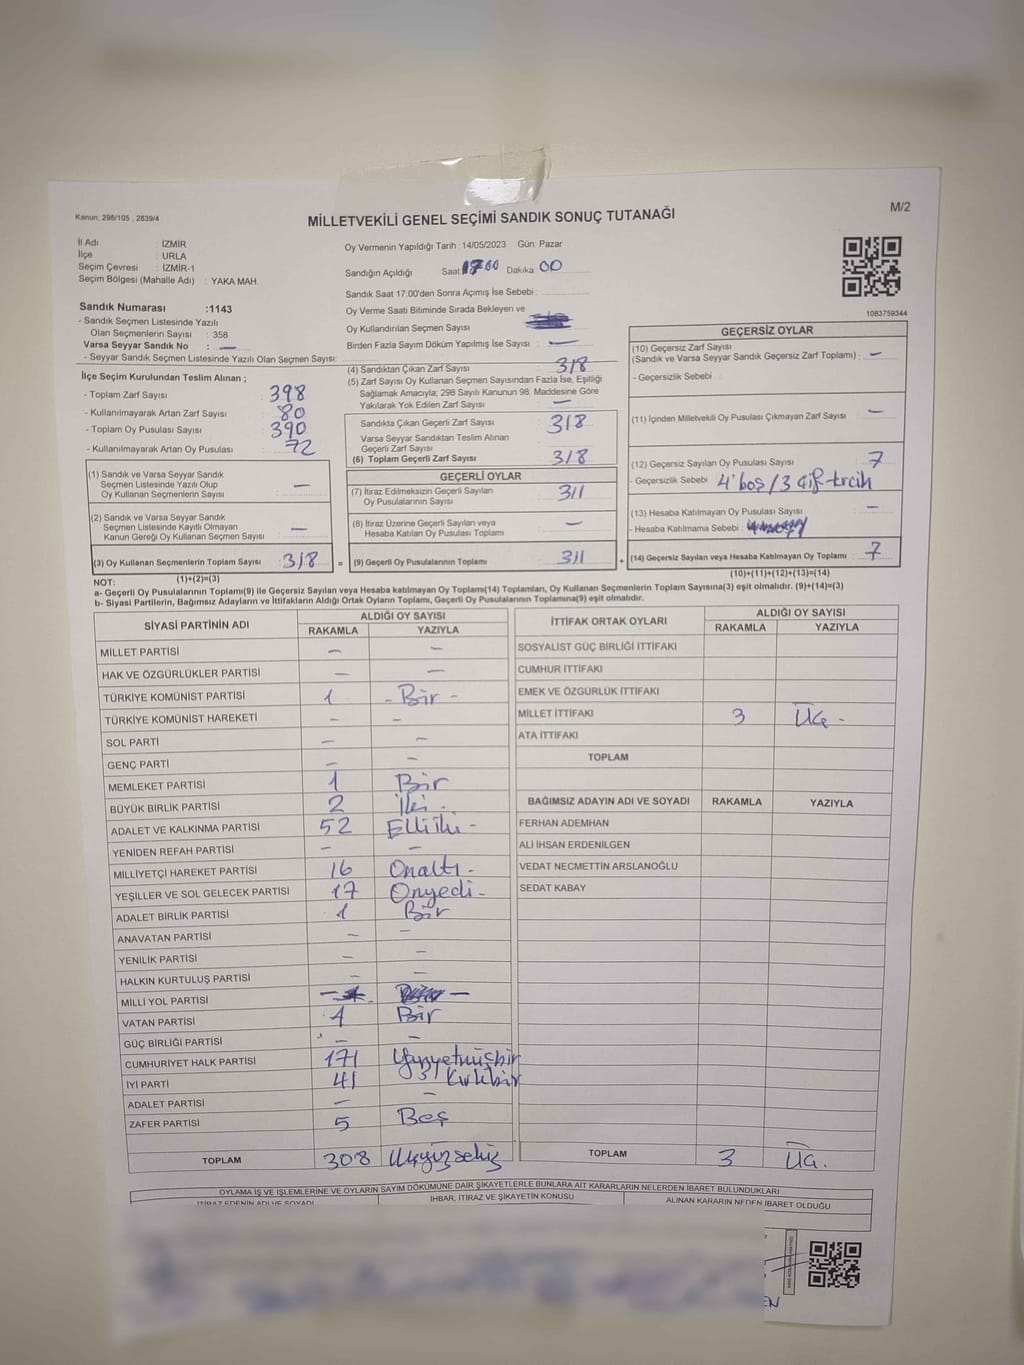 Kanun; 298/105 , 2839/4
MİLLETVEKİLİ GENEL SEÇİMİ SANDIK SONUÇ TUTANAĞI
M/2
İl Adı : İZMİR
İlçe : URLA
Seçim Çevresi : İZMİR-1
Seçim Bölgesi (Mahalle Adı) : YAKA MAH.
Oy Vermenin Yapıldığı Tarih : 14/05/2023 Gün: Pazar
Sandığın Açıldığı Saat Dakika 00
Sandık Saat 17:00'den Sonra Açımış İse Sebebi :
Oy Verme Saati Bitiminde Sırada Bekleyen ve
Oy Kullandırılan Seçmen Sayısı
Birden Fazla Sayım Döküm Yapılmış İse Sayısı : —
1083759344
Sandık Numarası :1143
- Sandık Seçmen Listesinde Yazılı
Olan Seçmenlerin Sayısı : 358
Varsa Seyyar Sandık No : —
- Seyyar Sandık Seçmen Listesinde Yazılı Olan Seçmen Sayısı:
İlçe Seçim Kurulundan Teslim Alınan ;
- Toplam Zarf Sayısı : 398
- Kullanılmayarak Artan Zarf Sayısı : 80
- Toplam Oy Pusulası Sayısı : 390
- Kullanılmayarak Artan Oy Pusulası : 72
(1) Sandık ve Varsa Seyyar Sandık
Seçmen Listesinde Yazılı Olup
Oy Kullanan Seçmenlerin Sayısı : —
(2) Sandık ve Varsa Seyyar Sandık
Seçmen Listesinde Kayıtlı Olmayan
Kanun Gereği Oy Kullanan Seçmen Sayısı : —
(3) Oy Kullanan Seçmenlerin Toplam Sayısı : 318
(1)+(2)=(3)
(4) Sandıktan Çıkan Zarf Sayısı : 318
(5) Zarf Sayısı Oy Kullanan Seçmen Sayısından Fazla İse, Eşitliği
Sağlamak Amacıyla; 298 Sayılı Kanunun 98. Maddesine Göre
Yakılarak Yok Edilen Zarf Sayısı : —
Sandıkta Çıkan Geçerli Zarf Sayısı : 318
Varsa Seyyar Sandıktan Teslim Alınan
Geçerli Zarf Sayısı :
(6) Toplam Geçerli Zarf Sayısı : 318
GEÇERLİ OYLAR
(7) İtiraz Edilmeksizin Geçerli Sayılan
Oy Pusulalarının Sayısı : 311
(8) İtiraz Üzerine Geçerli Sayılan veya
Hesaba Katılan Oy Pusulası Toplamı : —
= (9) Geçerli Oy Pusulalarının Toplamı : 311
GEÇERSİZ OYLAR
(10) Geçersiz Zarf Sayısı
(Sandık ve Varsa Seyyar Sandık Geçersiz Zarf Toplamı) : —
- Geçersizlik Sebebi :
(11) İçinden Milletvekili Oy Pusulası Çıkmayan Zarf Sayısı : —
(12) Geçersiz Sayılan Oy Pusulası Sayısı : 7
- Geçersizlik Sebebi : 4 boş / 3 çift tercih
(13) Hesaba Katılmayan Oy Pusulası Sayısı : —
- Hesaba Katılmama Sebebi :
+ (14) Geçersiz Sayılan veya Hesaba Katılmayan Oy Toplamı : 7
(10)+(11)+(12)+(13)=(14)
NOT:
a- Geçerli Oy Pusulaları Toplamı(9) ile Geçersiz Sayılan veya Hesaba katılmayan Oy Toplamı(14) Toplamları, Oy Kullanan Seçmenlerin Toplam Sayısına(3) eşit olmalıdır. (9)+(14)=(3)
b- Siyasi Partilerin, Bağımsız Adayların ve İttifakların Aldığı Ortak Oyların Toplamı, Geçerli Oy Pusulalarının Toplamına(9) eşit olmalıdır.
SİYASİ PARTİNİN ADI ALDIĞI OY SAYISI
RAKAMLA YAZIYLA
MİLLET PARTİSİ — —
HAK VE ÖZGÜRLÜKLER PARTİSİ — —
TÜRKİYE KOMÜNİST PARTİSİ 1 - Bir -
TÜRKİYE KOMÜNİST HAREKETİ — —
SOL PARTİ — —
GENÇ PARTİ — —
MEMLEKET PARTİSİ 1 Bir
BÜYÜK BİRLİK PARTİSİ 2 İki -
ADALET VE KALKINMA PARTİSİ 52 Elliiki -
YENİDEN REFAH PARTİSİ — —
MİLLİYETÇİ HAREKET PARTİSİ 16 Onaltı -
YEŞİLLER VE SOL GELECEK PARTİSİ 17 Onyedi -
ADALET BİRLİK PARTİSİ 1 Bir
ANAVATAN PARTİSİ — —
YENİLİK PARTİSİ — —
HALKIN KURTULUŞ PARTİSİ — —
MİLLİ YOL PARTİSİ — —
VATAN PARTİSİ 1 Bir
GÜÇ BİRLİĞİ PARTİSİ — —
CUMHURİYET HALK PARTİSİ 171 Yüzyetmişbir
İYİ PARTİ 41 Kırkbir
ADALET PARTİSİ — —
ZAFER PARTİSİ 5 Beş
TOPLAM 308 Üçyüzsekiz
İTTİFAK ORTAK OYLARI ALDIĞI OY SAYISI
RAKAMLA YAZIYLA
SOSYALİST GÜÇ BİRLİĞİ İTTİFAKI
CUMHUR İTTİFAKI
EMEK VE ÖZGÜRLÜK İTTİFAKI
MİLLET İTTİFAKI 3 Üç -
ATA İTTİFAKI
TOPLAM
BAĞIMSIZ ADAYIN ADI VE SOYADI RAKAMLA YAZIYLA
FERHAN ADEMHAN
ALİ İHSAN ERDENİLGEN
VEDAT NECMETTİN ARSLANOĞLU
SEDAT KABAY
TOPLAM 3 Üç.
OYLAMA İŞ VE İŞLEMLERİNE VE OYLARIN SAYIM DÖKÜMÜNE DAİR ŞİKAYETLERLE BUNLARA AİT KARARLARIN NELERDEN İBARET BULUNDUKLARI
İTİRAZ EDENİN ADI VE SOYADI İHBAR, İTİRAZ VE ŞİKAYETİN KONUSU ALINAN KARARIN NEDEN İBARET OLDUĞU